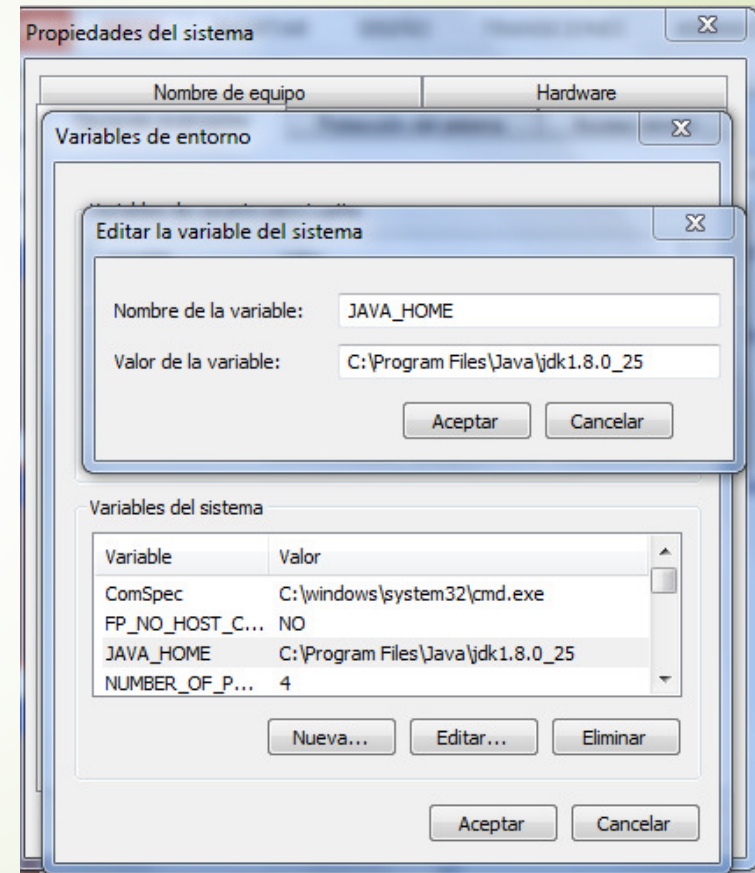 Propiedades del sistema
Nombre de equipo Hardware
Variables de entorno
Editar la variable del sistema
Nombre de la variable: JAVA_HOME
Valor de la variable: C:\Program Files\Java\jdk1.8.0_25
Aceptar Cancelar
Variables del sistema
Variable Valor
ComSpec C:\windows\system32\cmd.exe
FP_NO_HOST_C... NO
JAVA_HOME C:\Program Files\Java\jdk1.8.0_25
NUMBER_OF_P... 4
Nueva... Editar... Eliminar
Aceptar Cancelar